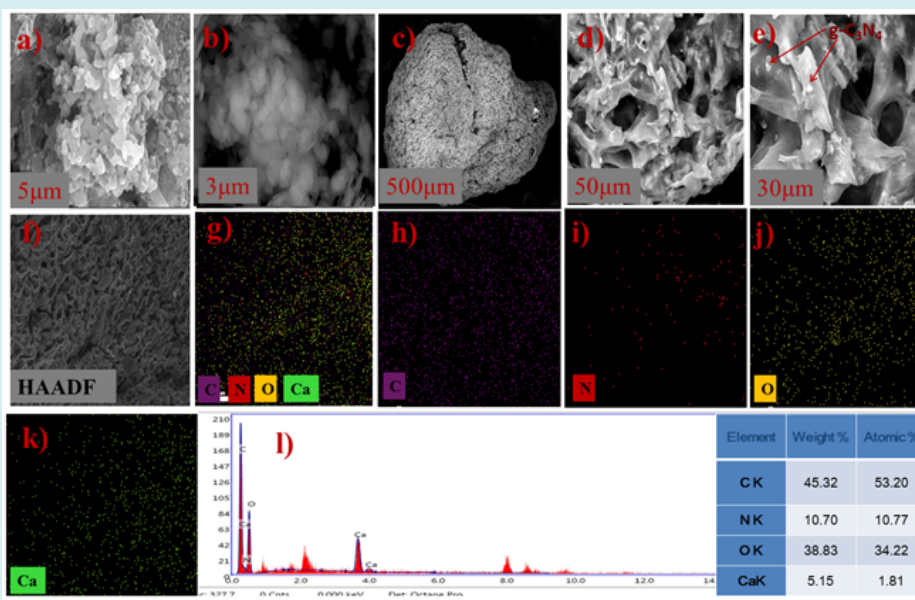 a)
5μm
b)
3μm
c)
500μm
d)
50μm
e)
g-C3N4
30μm
f)
HAADF
g)
C N O Ca
h)
C
i)
N
j)
O
k)
Ca
l)
210
189
168
147
126
105
84
63
42
21
0
C
Ca
N
O
Ca
Ca
0.0 2.0 4.0 6.0 8.0 10.0 12.0 14.
327.7 0 Cnts 0.000 keV Det: Octane Pro
Element Weight % Atomic %
C K 45.32 53.20
N K 10.70 10.77
O K 38.83 34.22
CaK 5.15 1.81